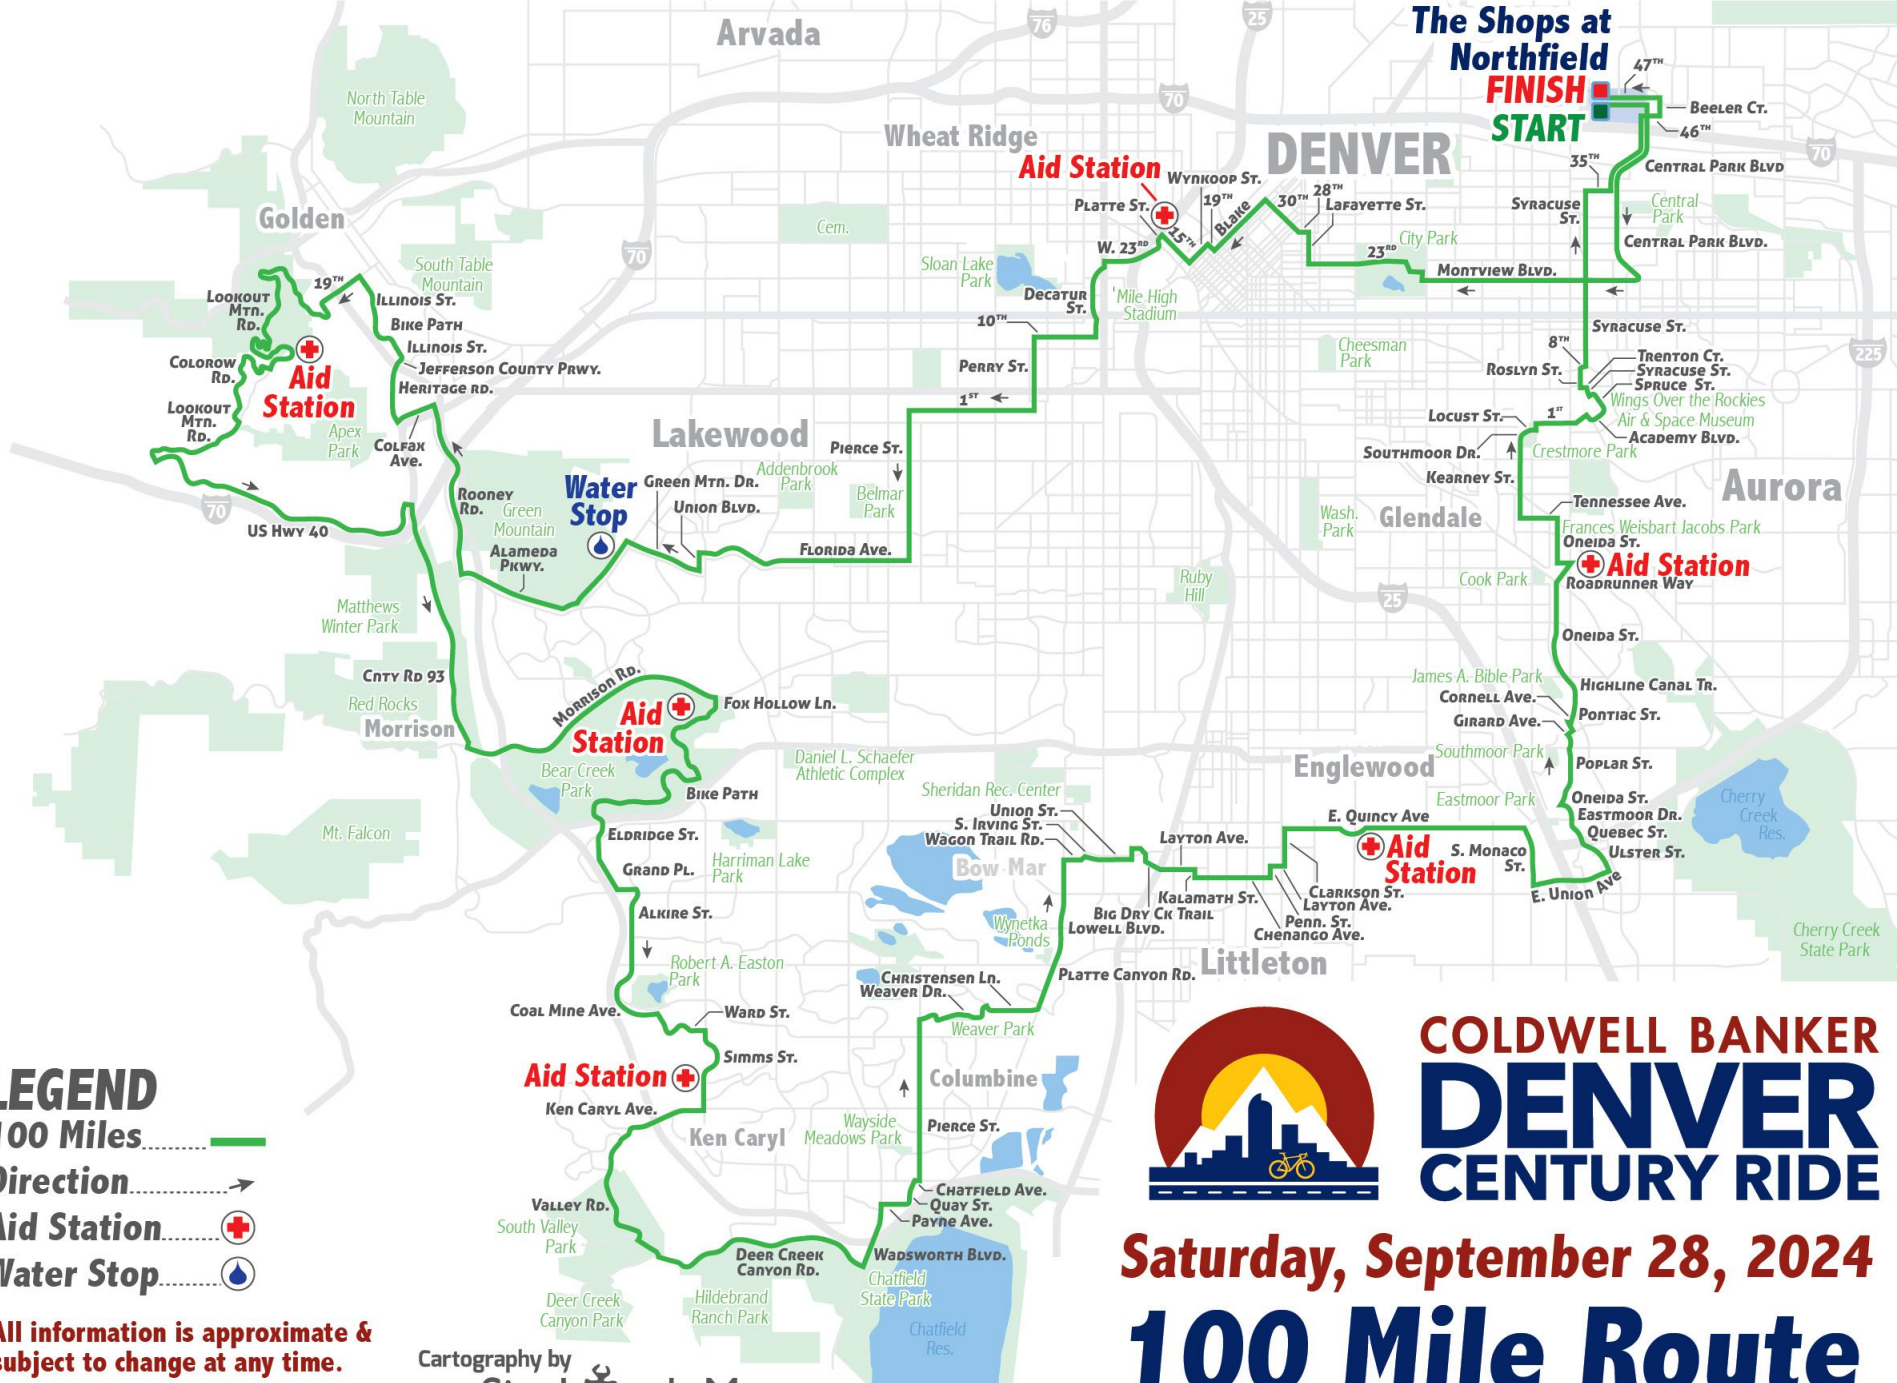 The Shops at
Northfield
FINISH
START
47TH
Beeler Ct.
46TH
Central Park Blvd
35TH
Syracuse
St.
Central
Park
Central Park Blvd.
Arvada
76
25
70
70
North Table
Mountain
Wheat Ridge
DENVER
Aid Station
Wynkoop St.
Platte St.
19TH
Blake
15TH
30TH
28TH
Lafayette St.
W. 23RD
23RD
City Park
Montview Blvd.
Golden
Cem.
Sloan Lake
Park
Decatur
St.
Mile High
Stadium
70
South Table
Mountain
19TH
Illinois St.
Lookout
Mtn.
Rd.
Bike Path
Illinois St.
Jefferson County Prwy.
Heritage Rd.
Colorow
Rd.
Aid
Station
Lookout
Mtn.
Rd.
Apex
Park
Colfax
Ave.
10TH
Perry St.
1ST
Cheesman
Park
Syracuse St.
8TH
Roslyn St.
Trenton Ct.
Syracuse St.
Spruce St.
Wings Over the Rockies
Air & Space Museum
225
Locust St.
1ST
Academy Blvd.
Southmoor Dr.
Crestmore Park
Kearney St.
Lakewood
Pierce St.
Addenbrook
Park
Belmar
Park
Water
Stop
Green Mtn. Dr.
Union Blvd.
Florida Ave.
Rooney
Rd.
Green
Mountain
Alameda
Pkwy.
70
US Hwy 40
Wash.
Park
Glendale
Aurora
Tennessee Ave.
Frances Weisbart Jacobs Park
Oneida St.
Aid Station
Roadrunner Way
Cook Park
Ruby
Hill
25
Matthews
Winter Park
Oneida St.
Cnty Rd 93
Red Rocks
Morrison
Morrison Rd.
Fox Hollow Ln.
Aid
Station
Bear Creek
Park
Bike Path
Daniel L. Schaefer
Athletic Complex
James A. Bible Park
Highline Canal Tr.
Cornell Ave.
Girard Ave.
Pontiac St.
Southmoor Park
Poplar St.
Englewood
Eastmoor Park
Oneida St.
Eastmoor Dr.
Quebec St.
Ulster St.
E. Union Ave
Cherry
Creek
Res.
Cherry Creek
State Park
Mt. Falcon
Eldridge St.
Grand Pl.
Harriman Lake
Park
Alkire St.
Robert A. Easton
Park
Sheridan Rec. Center
Union St.
S. Irving St.
Wagon Trail Rd.
Bow Mar
Layton Ave.
E. Quincy Ave
Aid
Station
S. Monaco
St.
Kalamath St.
Big Dry Ck Trail
Lowell Blvd.
Clarkson St.
Layton Ave.
Penn. St.
Chenango Ave.
Wynetka
Ponds
Littleton
Platte Canyon Rd.
Christensen Ln.
Weaver Dr.
Weaver Park
Coal Mine Ave.
Ward St.
Simms St.
Aid Station
Ken Caryl Ave.
Ken Caryl
Columbine
Wayside
Meadows Park
Pierce St.
Chatfield Ave.
Quay St.
Payne Ave.
Valley Rd.
South Valley
Park
Deer Creek
Canyon Rd.
Wadsworth Blvd.
Chatfield
State Park
Deer Creek
Canyon Park
Hildebrand
Ranch Park
Chatfield
Res.
LEGEND
100 Miles
Direction
Aid Station
Water Stop
All information is approximate &
subject to change at any time.
Cartography by
COLDWELL BANKER
DENVER
CENTURY RIDE
Saturday, September 28, 2024
100 Mile Route